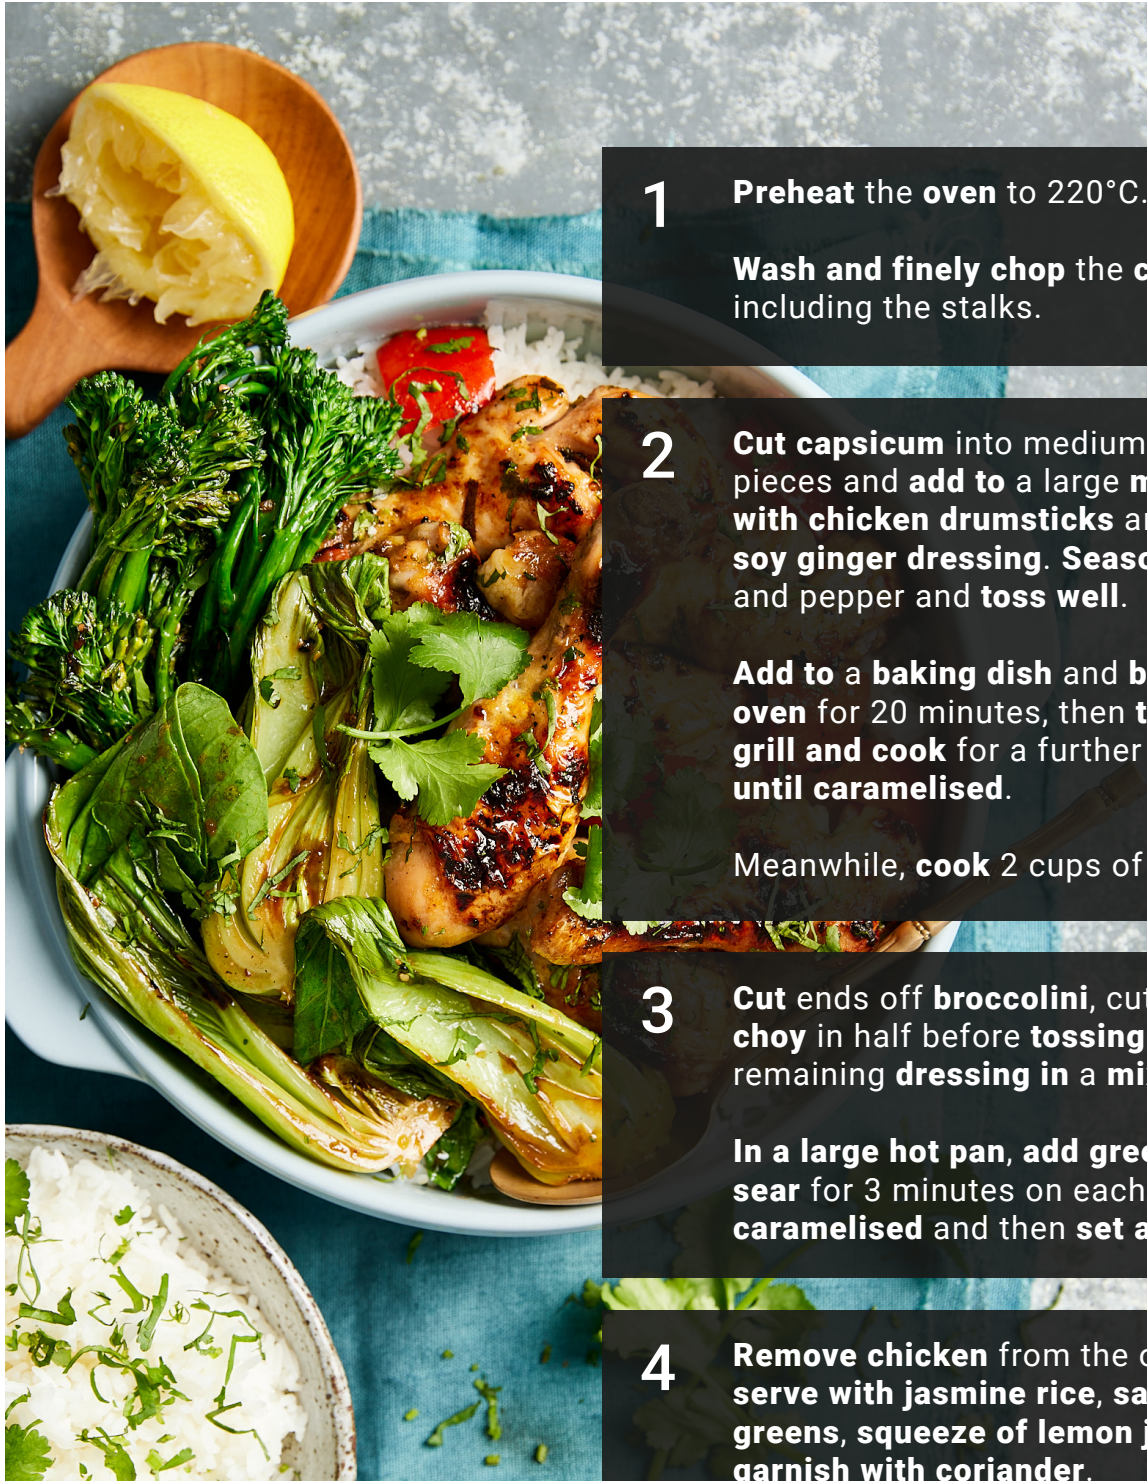 1
Preheat the oven to 220°C.
Wash and finely chop the
including the stalks.
2
Cut capsicum into medium
pieces and add to a large
with chicken drumsticks
soy ginger dressing.
and pepper and toss well.
Add to a baking dish and
oven for 20 minutes, then
grill and cook for a further
until caramelised.
Meanwhile, cook 2 cups of
3
Cut ends off broccolini, cut
choy in half before tossing
remaining dressing in a
In a large hot pan, add
sear for 3 minutes on each
caramelised and then set
4
Remove chicken from the
serve with jasmine rice,
greens, squeeze of lemon
garnish with coriander.